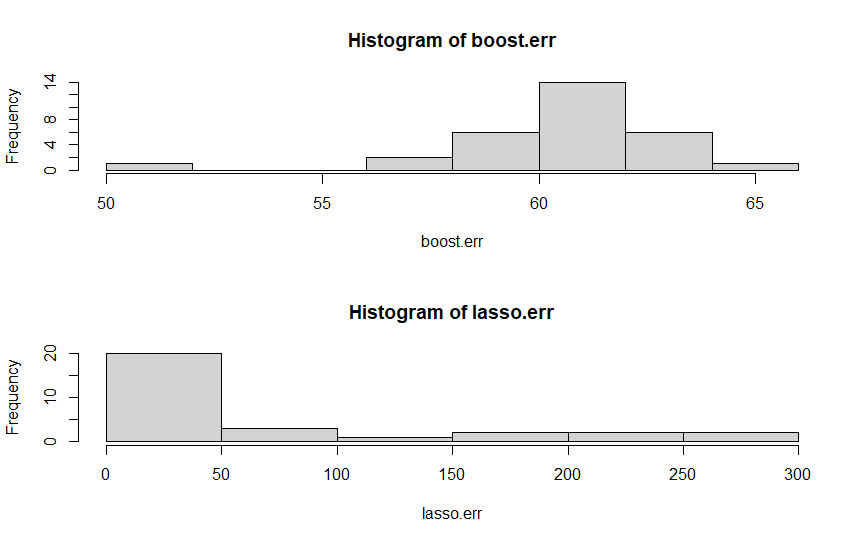 Histogram of boost.err
Frequency
14
8
4
0
50 55 60 65
boost.err
Histogram of lasso.err
Frequency
20
10
0
0 50 100 150 200 250 300
lasso.err